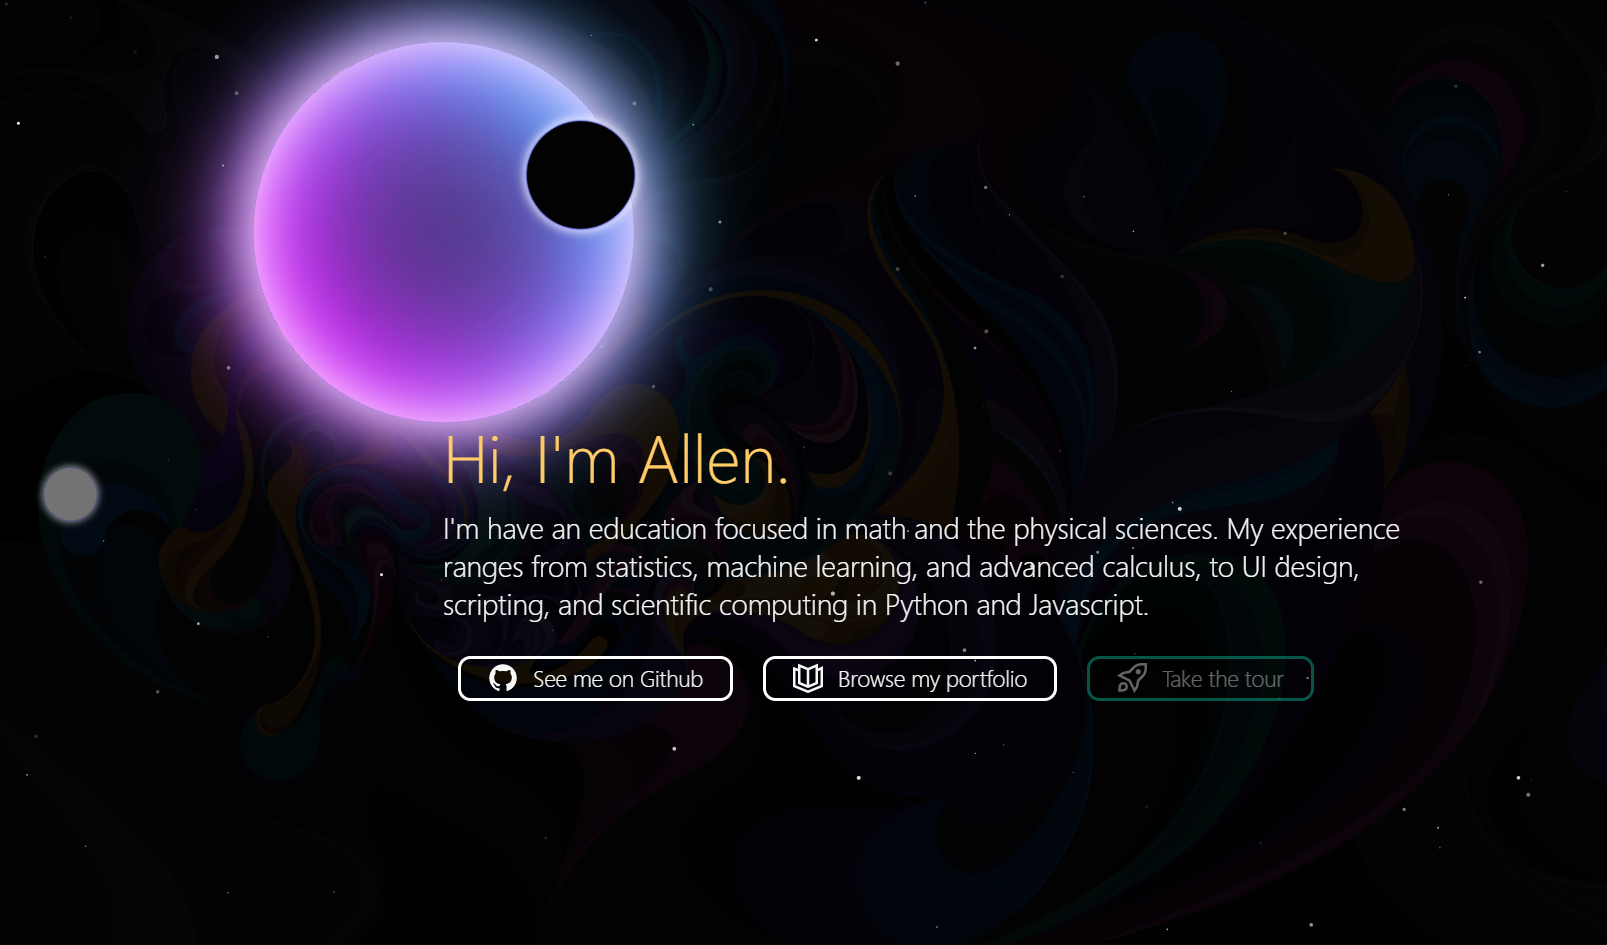 Hi, I'm Allen.
I'm have an education focused in math and the physical sciences. My experience
ranges from statistics, machine learning, and advanced calculus, to UI design,
scripting, and scientific computing in Python and Javascript.
See me on Github
Browse my portfolio
Take the tour